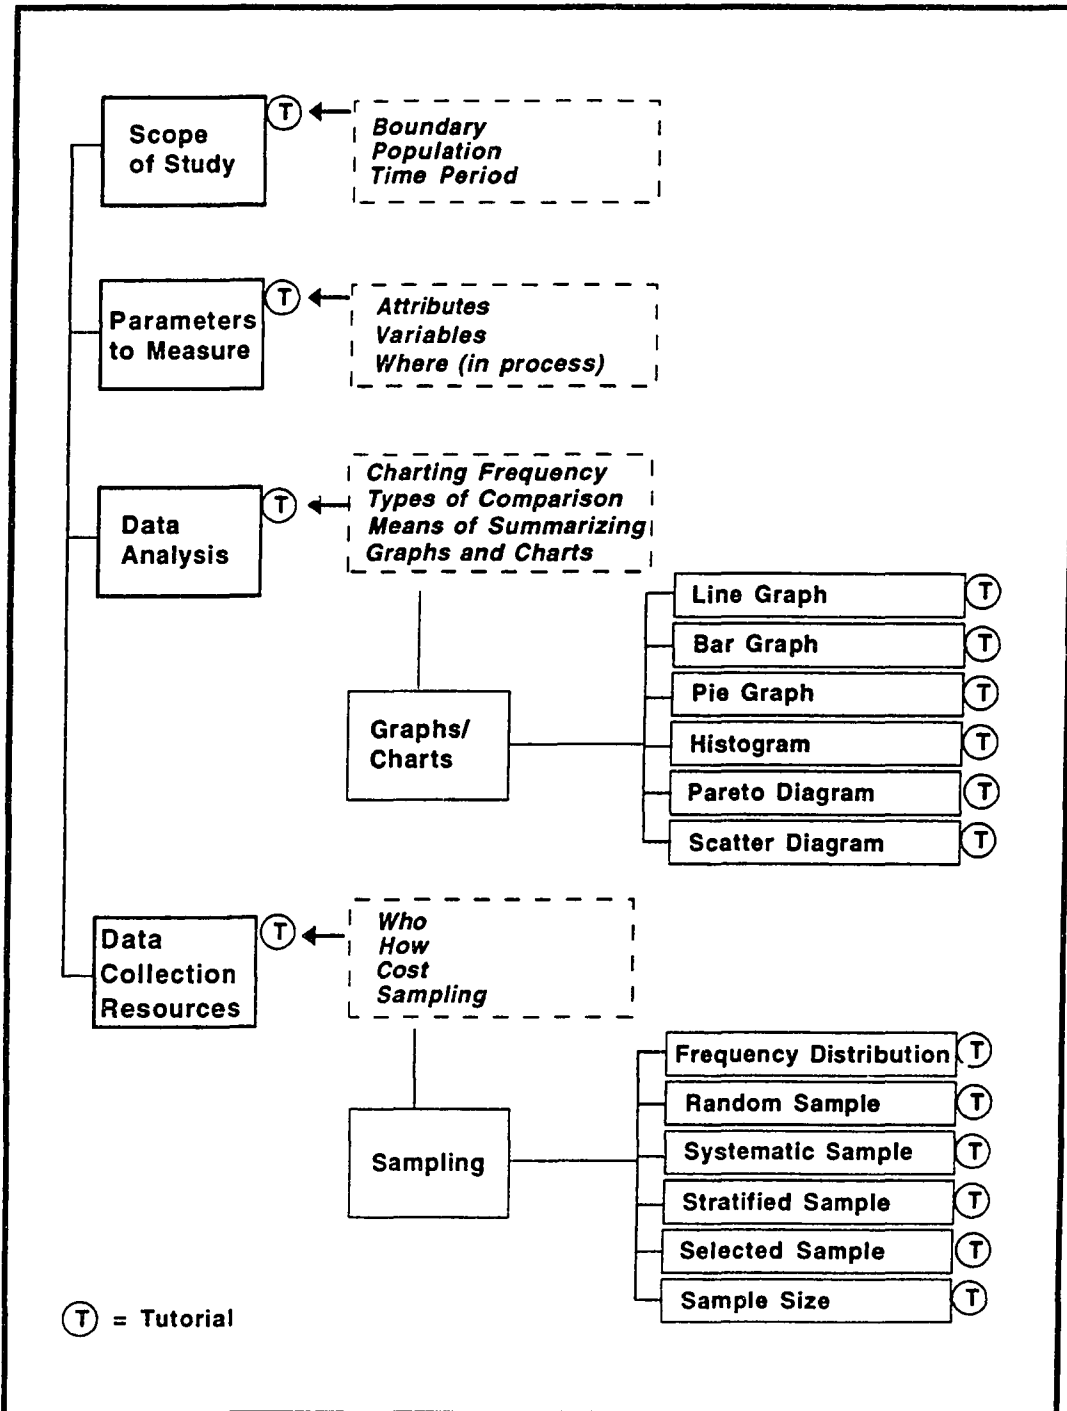 Scope
of Study
T
Boundary
Population
Time Period
Parameters
to Measure
T
Attributes
Variables
Where (in process)
Data
Analysis
T
Charting Frequency
Types of Comparison
Means of Summarizing
Graphs and Charts
Graphs/
Charts
Line Graph T
Bar Graph T
Pie Graph T
Histogram T
Pareto Diagram T
Scatter Diagram T
Data
Collection
Resources
T
Who
How
Cost
Sampling
Sampling
Frequency Distribution T
Random Sample T
Systematic Sample T
Stratified Sample T
Selected Sample T
Sample Size T
T = Tutorial